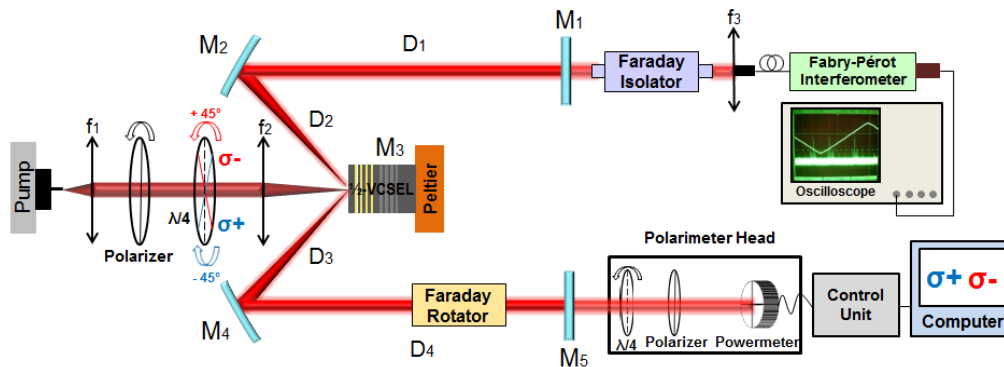 M2
D1
M1
f3
Faraday
Isolator
Fabry-Pérot
Interferometer
+ 45°
f1
f2
D2
M3
σ-
Pump
½-VCSEL
Peltier
Oscilloscope
λ/4
σ+
Polarizer
- 45°
D3
Polarimeter Head
M4
Faraday
Rotator
D4
M5
λ/4
Polarizer
Powermeter
Control
Unit
σ+ σ-
Computer